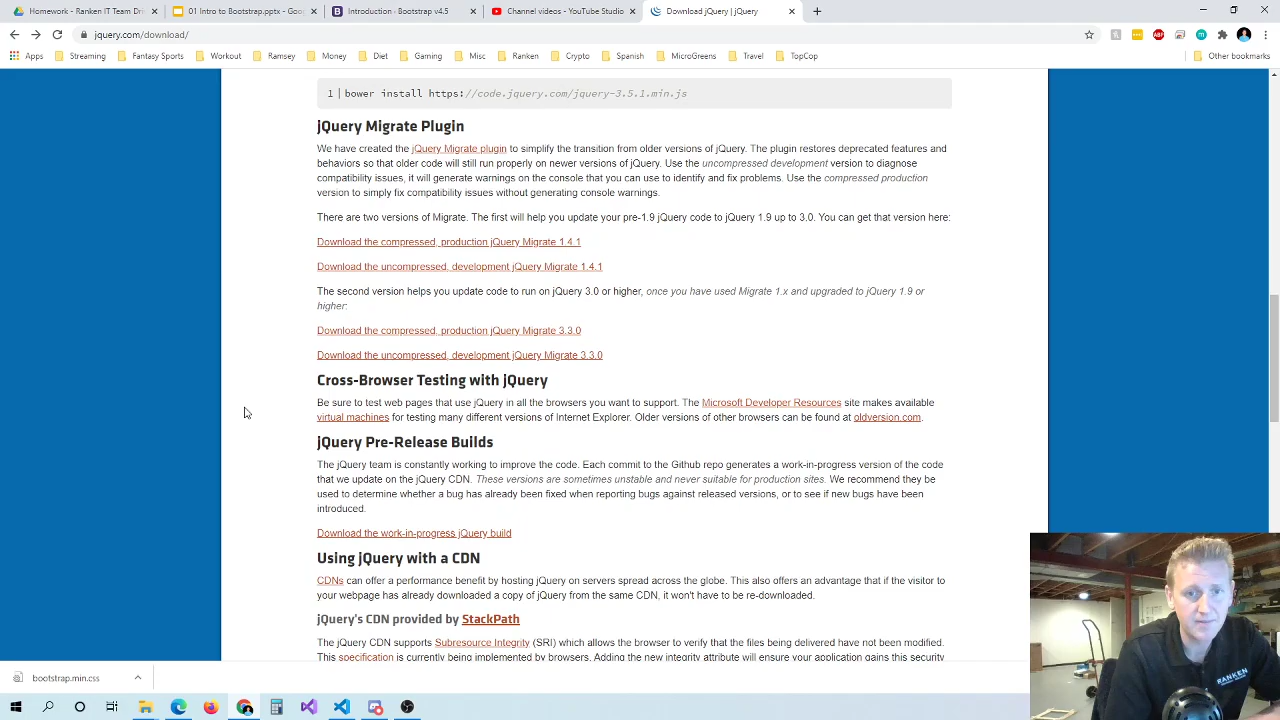 Homework - Ranken IT Team Dri
01 Intro to Bootstrap.pptx - Goo
Introduction · Bootstrap v4.5
Channel videos - YouTube Studio
Download jQuery | jQuery
jquery.com/download/
Apps
Streaming
Fantasy Sports
Workout
Ramsey
Money
Diet
Gaming
Misc
Ranken
Crypto
Spanish
MicroGreens
Travel
TopCop
Other bookmarks
1 bower install https://code.jquery.com/jquery-3.5.1.min.js
jQuery Migrate Plugin
We have created the jQuery Migrate plugin to simplify the transition from older versions of jQuery. The plugin restores deprecated features and
behaviors so that older code will still run properly on newer versions of jQuery. Use the uncompressed development version to diagnose
compatibility issues, it will generate warnings on the console that you can use to identify and fix problems. Use the compressed production
version to simply fix compatibility issues without generating console warnings.
There are two versions of Migrate. The first will help you update your pre-1.9 jQuery code to jQuery 1.9 up to 3.0. You can get that version here:
Download the compressed, production jQuery Migrate 1.4.1
Download the uncompressed, development jQuery Migrate 1.4.1
The second version helps you update code to run on jQuery 3.0 or higher, once you have used Migrate 1.x and upgraded to jQuery 1.9 or
higher:
Download the compressed, production jQuery Migrate 3.3.0
Download the uncompressed, development jQuery Migrate 3.3.0
Cross-Browser Testing with jQuery
Be sure to test web pages that use jQuery in all the browsers you want to support. The Microsoft Developer Resources site makes available
virtual machines for testing many different versions of Internet Explorer. Older versions of other browsers can be found at oldversion.com.
jQuery Pre-Release Builds
The jQuery team is constantly working to improve the code. Each commit to the Github repo generates a work-in-progress version of the code
that we update on the jQuery CDN. These versions are sometimes unstable and never suitable for production sites. We recommend they be
used to determine whether a bug has already been fixed when reporting bugs against released versions, or to see if new bugs have been
introduced.
Download the work-in-progress jQuery build
Using jQuery with a CDN
CDNs can offer a performance benefit by hosting jQuery on servers spread across the globe. This also offers an advantage that if the visitor to
your webpage has already downloaded a copy of jQuery from the same CDN, it won't have to be re-downloaded.
jQuery's CDN provided by StackPath
The jQuery CDN supports Subresource Integrity (SRI) which allows the browser to verify that the files being delivered have not been modified.
This specification is currently being implemented by browsers. Adding the new integrity attribute will ensure your application gains this security
bootstrap.min.css
RANKEN